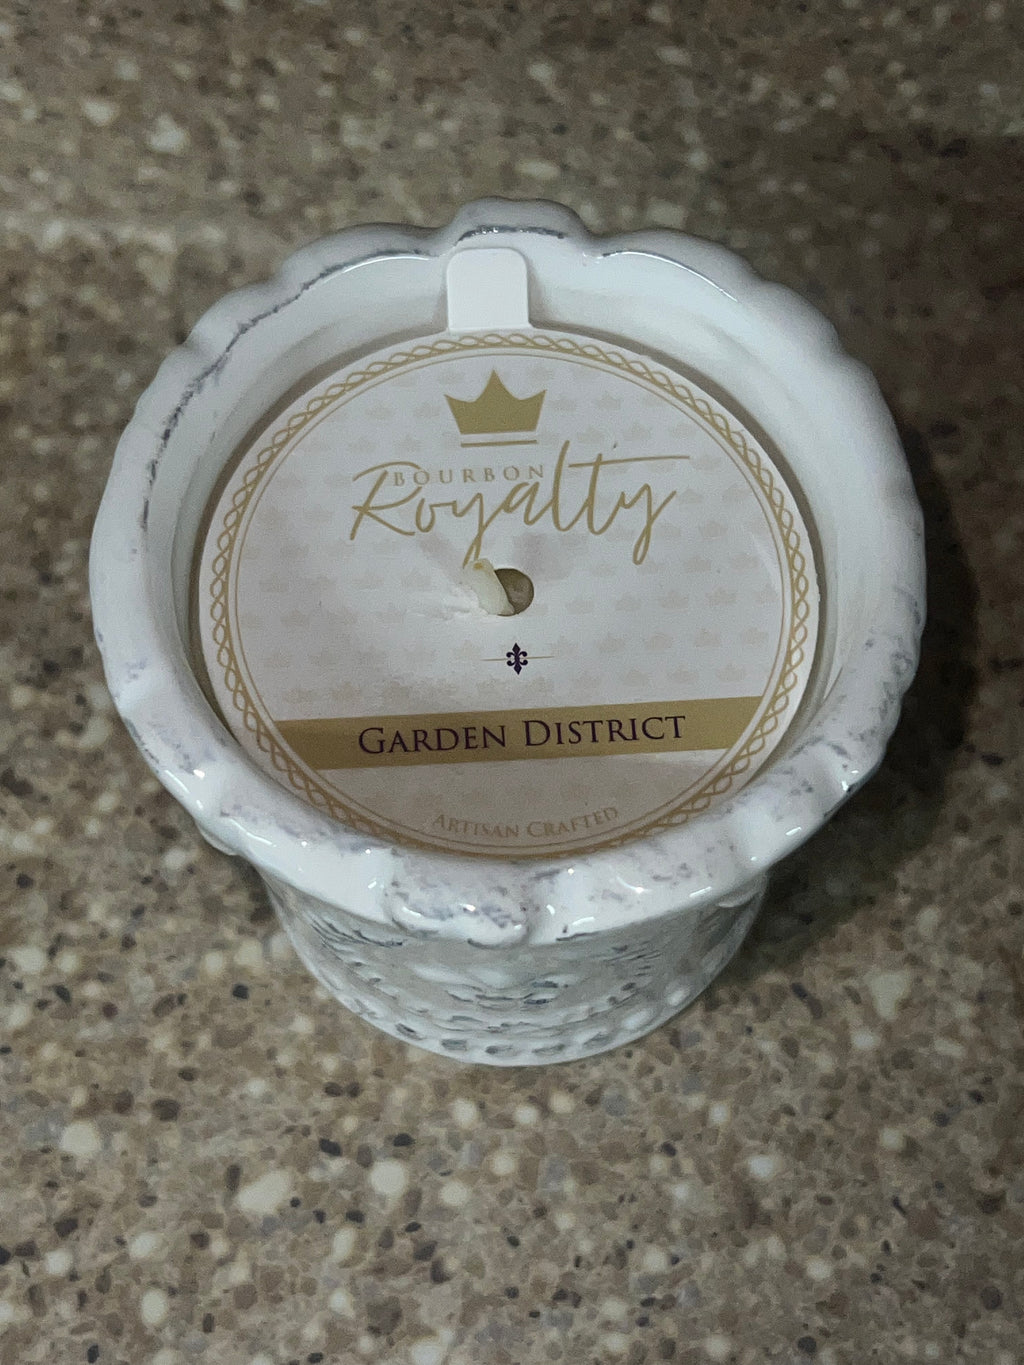 BOURBON
Royalty
GARDEN DISTRICT
ARTISAN CRAFTED